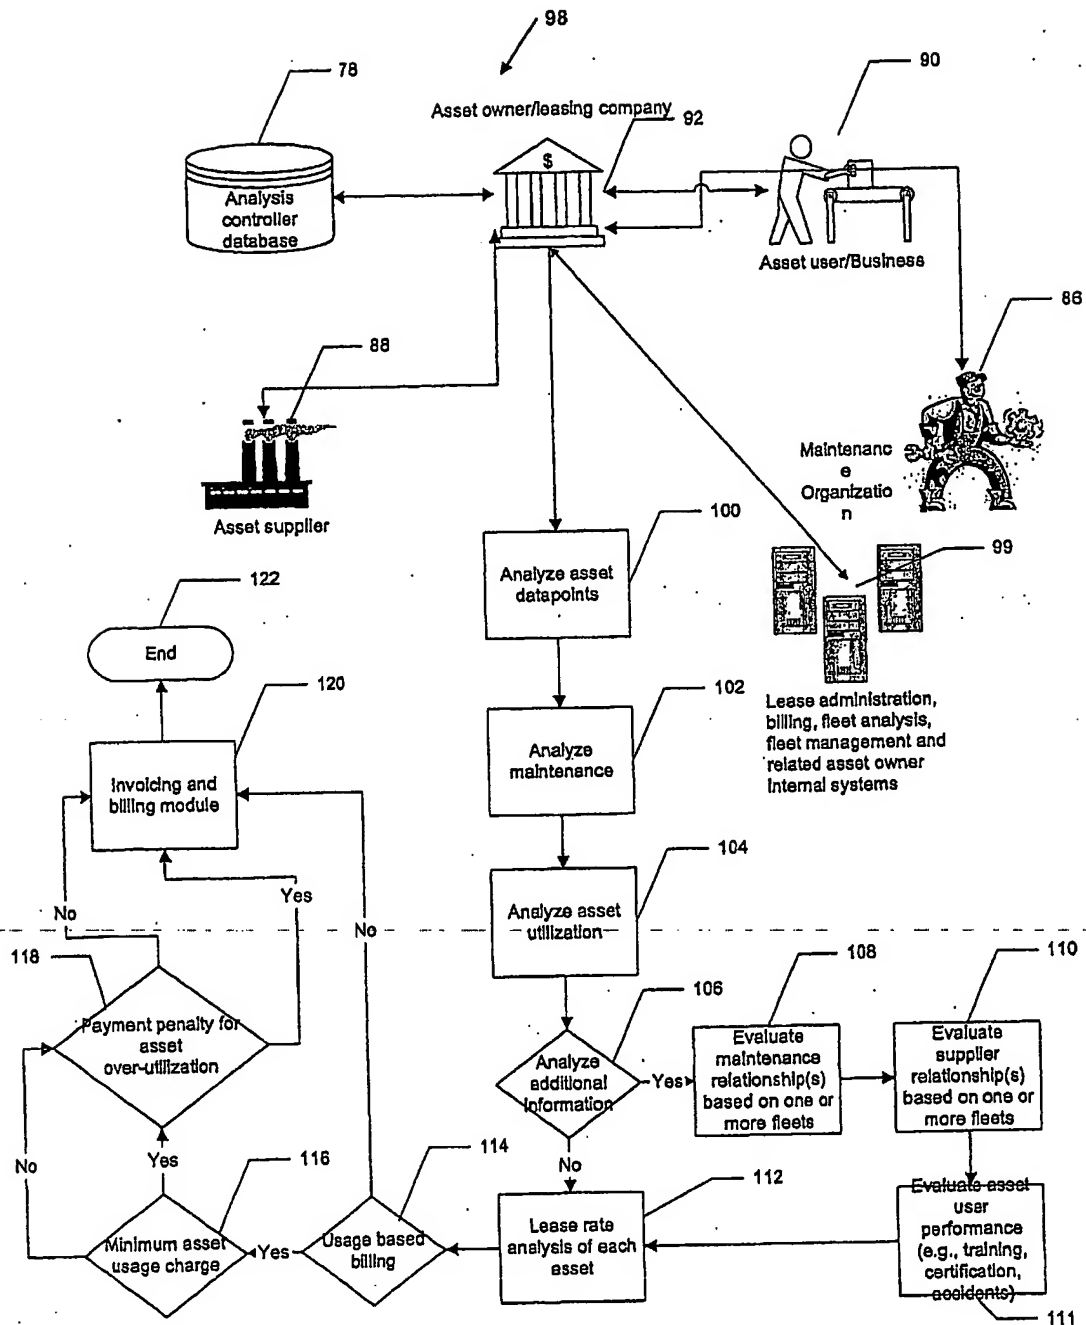 98
78
90
Asset owner/leasing company
92
$
Analysis
controller
database
Asset user/Business
86
88
Maintenanc
e
Organizatio
n
Asset supplier
100
99
Analyze asset
datapoints
122
End
120
102
Lease administration,
billing, fleet analysis,
fleet management and
related asset owner
Internal systems
Analyze
maintenance
Invoicing and
billing module
104
Yes
Analyze asset
utilization
No
No
118
108
110
106
Payment penalty for
asset
over-utilization
Evaluate
maintenance
relationship(s)
based on one or
more fleets
Evaluate
supplier
relationship(s)
based on one or
more fleets
Analyze
additional
Information
Yes
No
Yes
No
116
114
112
Evaluate asset
user
performance
(e.g., training,
certification,
accidents)
Lease rate
analysis of each
asset
Usage based
billing
Yes
Minimum asset
usage charge
111